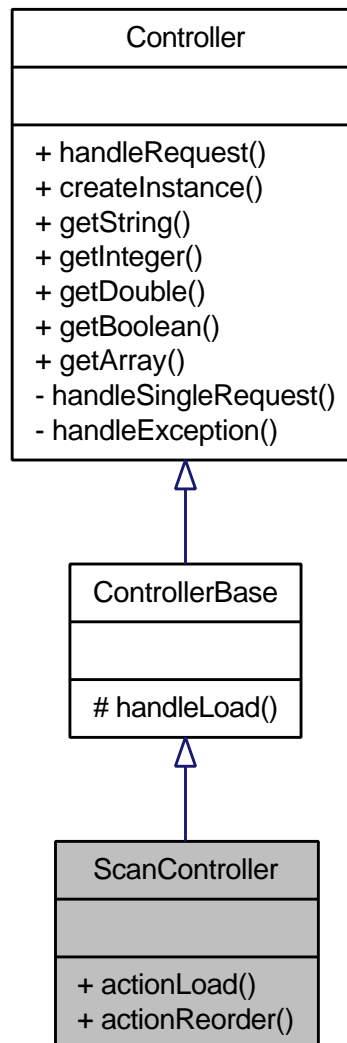 Controller
+ handleRequest()
+ createInstance()
+ getString()
+ getInteger()
+ getDouble()
+ getBoolean()
+ getArray()
- handleSingleRequest()
- handleException()
ControllerBase
# handleLoad()
ScanController
+ actionLoad()
+ actionReorder()